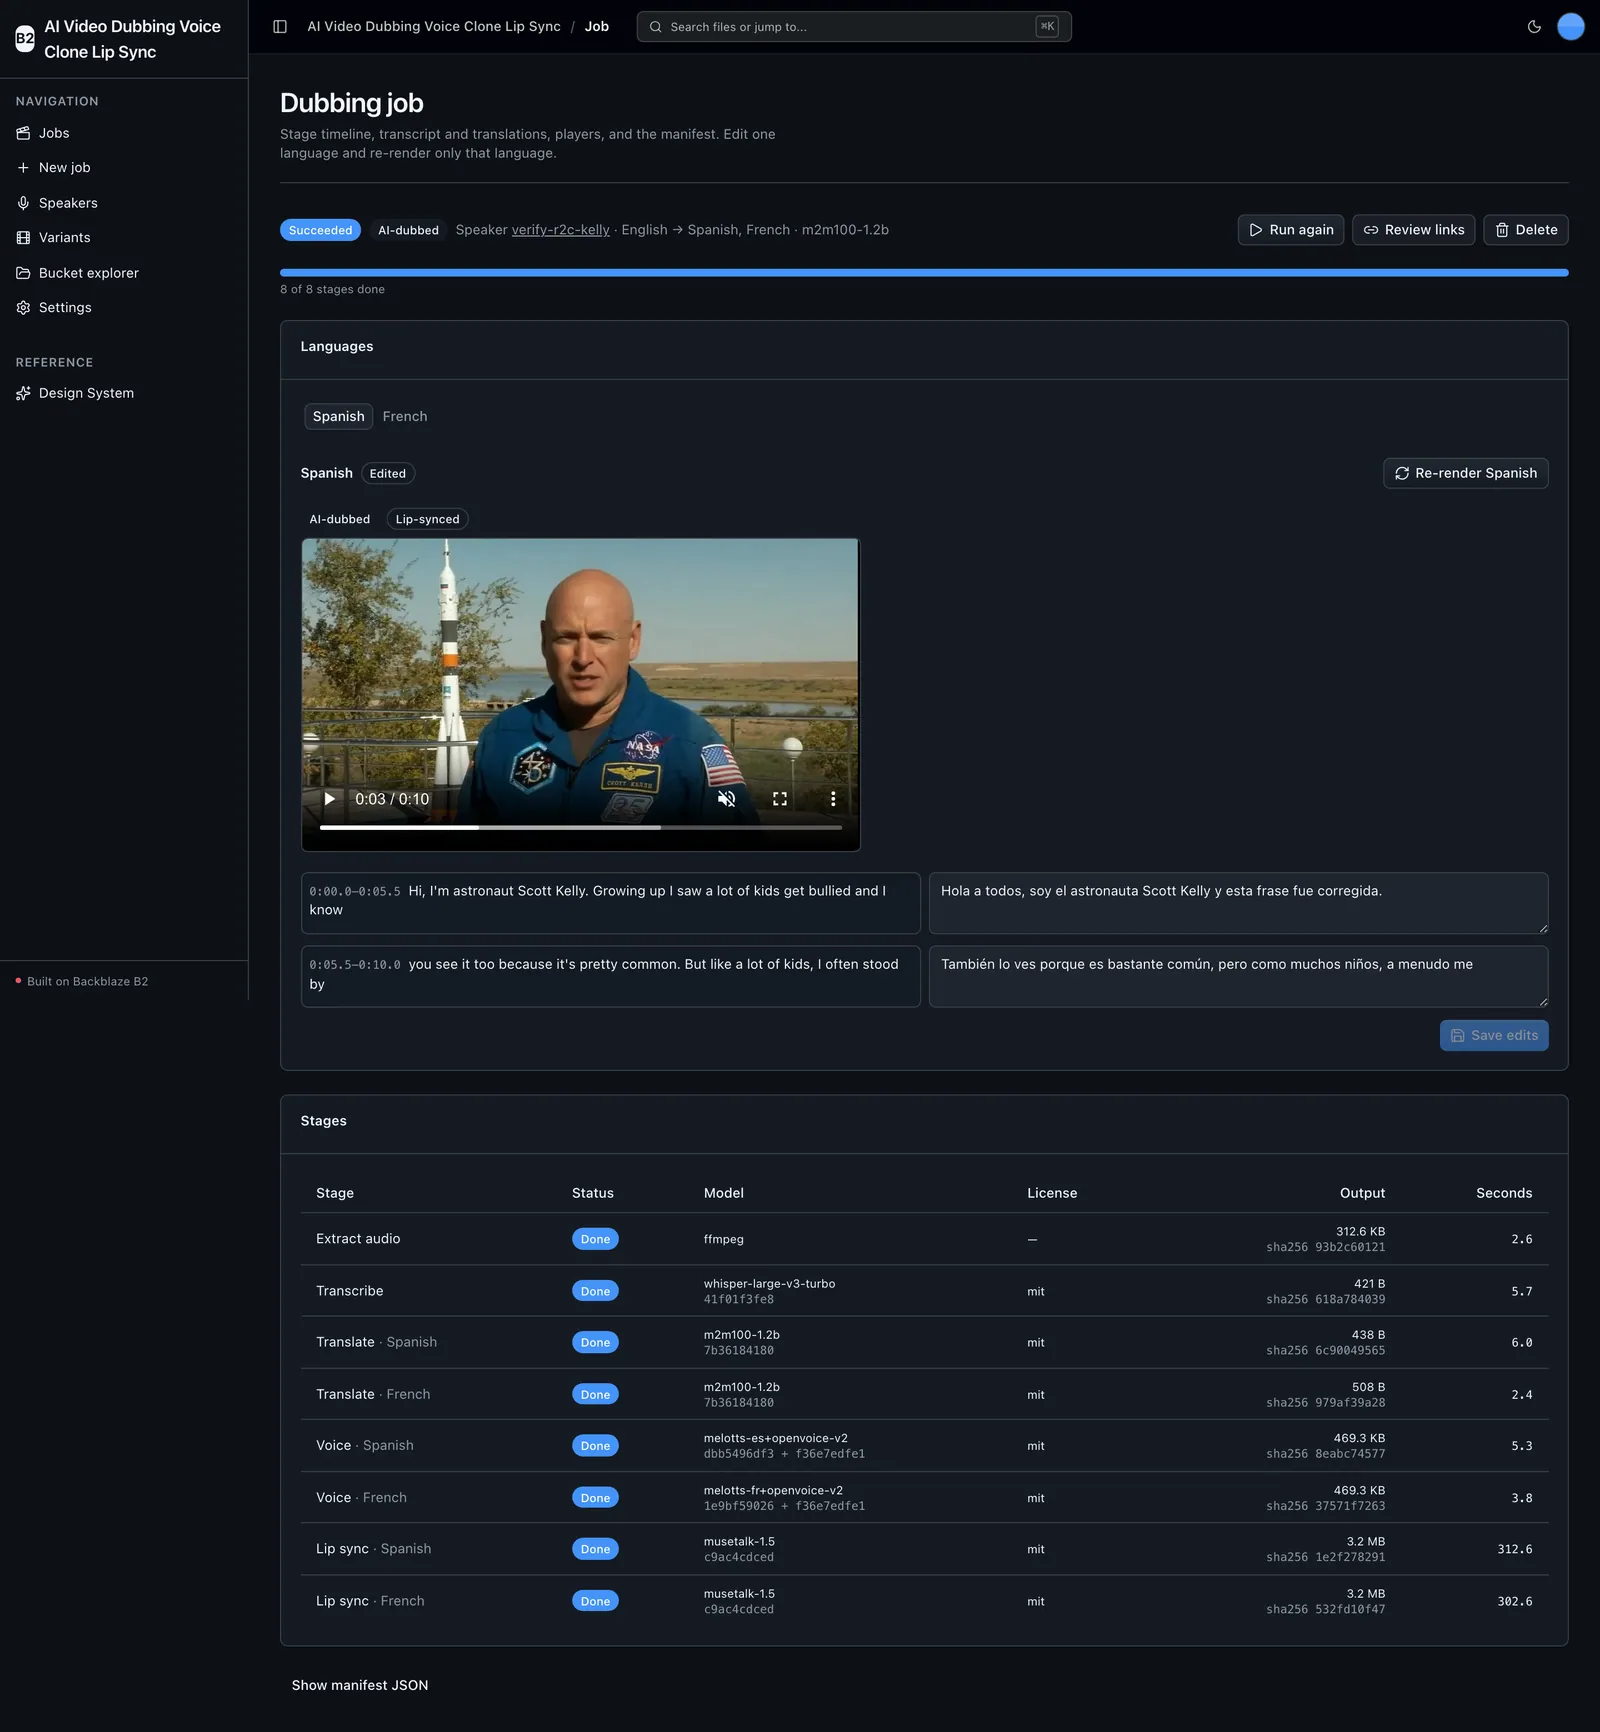 B2
AI Video Dubbing Voice
Clone Lip Sync
NAVIGATION
Jobs
New job
Speakers
Variants
Bucket explorer
Settings
REFERENCE
Design System
Built on Backblaze B2
AI Video Dubbing Voice Clone Lip Sync / Job
Search files or jump to...
⌘K
Dubbing job
Stage timeline, transcript and translations, players, and the manifest. Edit one
language and re-render only that language.
Succeeded AI-dubbed Speaker verify-r2c-kelly · English → Spanish, French · m2m100-1.2b
Run again
Review links
Delete
8 of 8 stages done
Languages
Spanish French
Spanish Edited
Re-render Spanish
AI-dubbed Lip-synced
NASA
43
SCOTT KELLY
0:03 / 0:10
0:00.0–0:05.5 Hi, I'm astronaut Scott Kelly. Growing up I saw a lot of kids get bullied and I
know
Hola a todos, soy el astronauta Scott Kelly y esta frase fue corregida.
0:05.5–0:10.0 you see it too because it's pretty common. But like a lot of kids, I often stood
by
También lo ves porque es bastante común, pero como muchos niños, a menudo me
Save edits
Stages
Stage Status Model License Output Seconds
Extract audio Done ffmpeg — 312.6 KB 2.6
sha256 93b2c60121
Transcribe Done whisper-large-v3-turbo mit 421 B 5.7
41f01f3fe8 sha256 618a784039
Translate · Spanish Done m2m100-1.2b mit 438 B 6.0
7b36184180 sha256 6c90049565
Translate · French Done m2m100-1.2b mit 508 B 2.4
7b36184180 sha256 979af39a28
Voice · Spanish Done melotts-es+openvoice-v2 mit 469.3 KB 5.3
dbb5496df3 + f36e7edfe1 sha256 8eabc74577
Voice · French Done melotts-fr+openvoice-v2 mit 469.3 KB 3.8
1e9bf59026 + f36e7edfe1 sha256 37571f7263
Lip sync · Spanish Done musetalk-1.5 mit 3.2 MB 312.6
c9ac4cdced sha256 1e2f278291
Lip sync · French Done musetalk-1.5 mit 3.2 MB 302.6
c9ac4cdced sha256 532fd10f47
Show manifest JSON